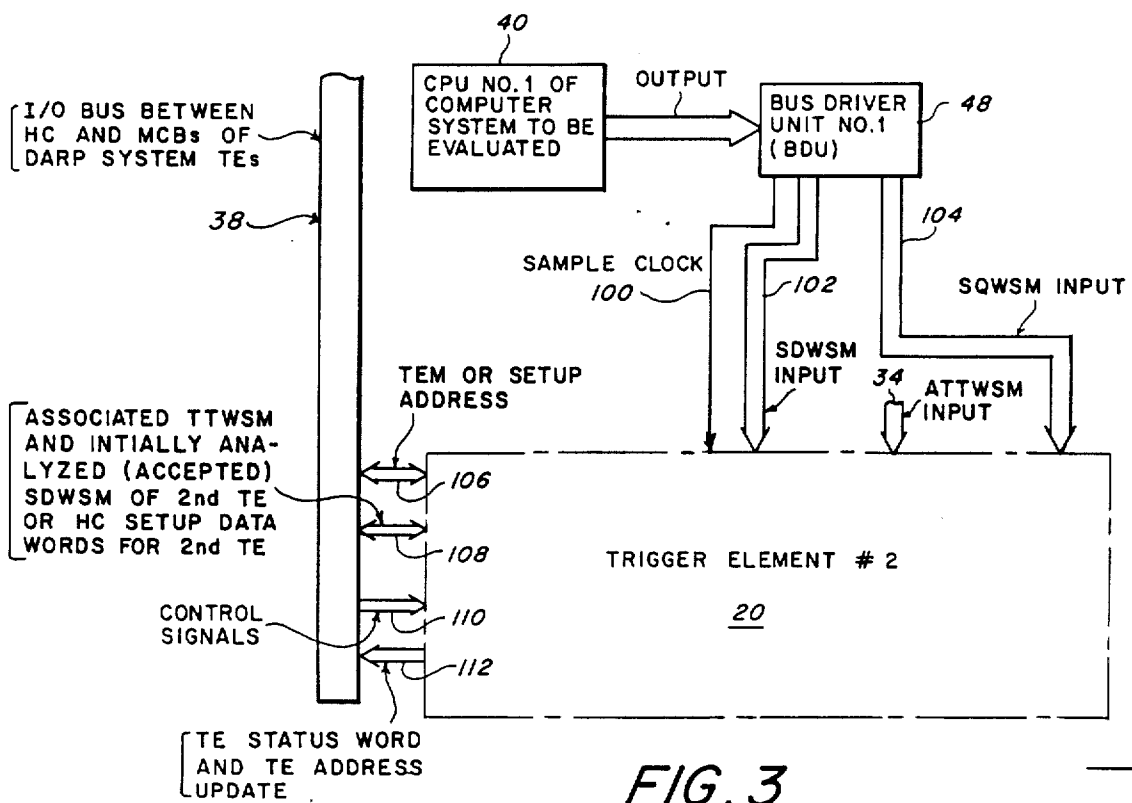 40
CPU NO.1 OF
COMPUTER
SYSTEM TO BE
EVALUATED
OUTPUT
BUS DRIVER
UNIT NO.1
(BDU)
48
I/O BUS BETWEEN
HC AND MCBs OF
DARP SYSTEM TEs
38
104
SAMPLE CLOCK
100
102
SQWSM INPUT
SDWSM
INPUT
34
ATTWSM
INPUT
TEM OR SETUP
ADDRESS
106
ASSOCIATED TTWSM
AND INTIALLY ANA-
LYZED (ACCEPTED)
SDWSM OF 2nd TE
OR HC SETUP DATA
WORDS FOR 2nd TE
108
TRIGGER ELEMENT # 2
20
CONTROL
SIGNALS
110
112
TE STATUS WORD
AND TE ADDRESS
UPDATE
FIG. 3